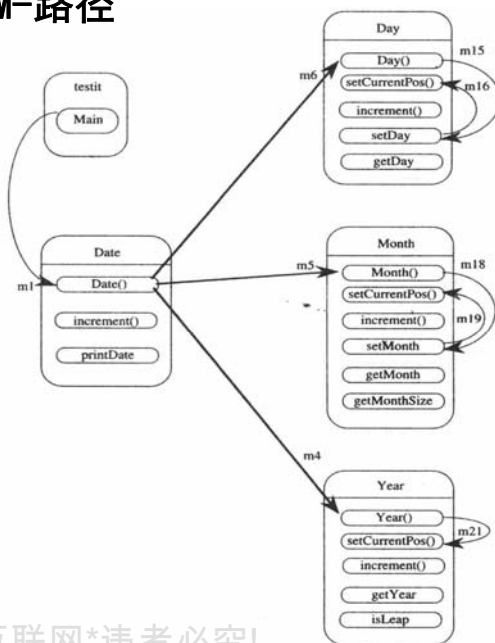 M-路径
testit
Main
m1
Date
Date()
increment()
printDate
m6
m5
m4
Day
Day()
setCurrentPos()
increment()
setDay
getDay
m15
m16
Month
Month()
setCurrentPos()
increment()
setMonth
getMonth
getMonthSize
m18
m19
Year
Year()
setCurrentPos()
increment()
getYear
isLeap
m21
互联网*违者必究!